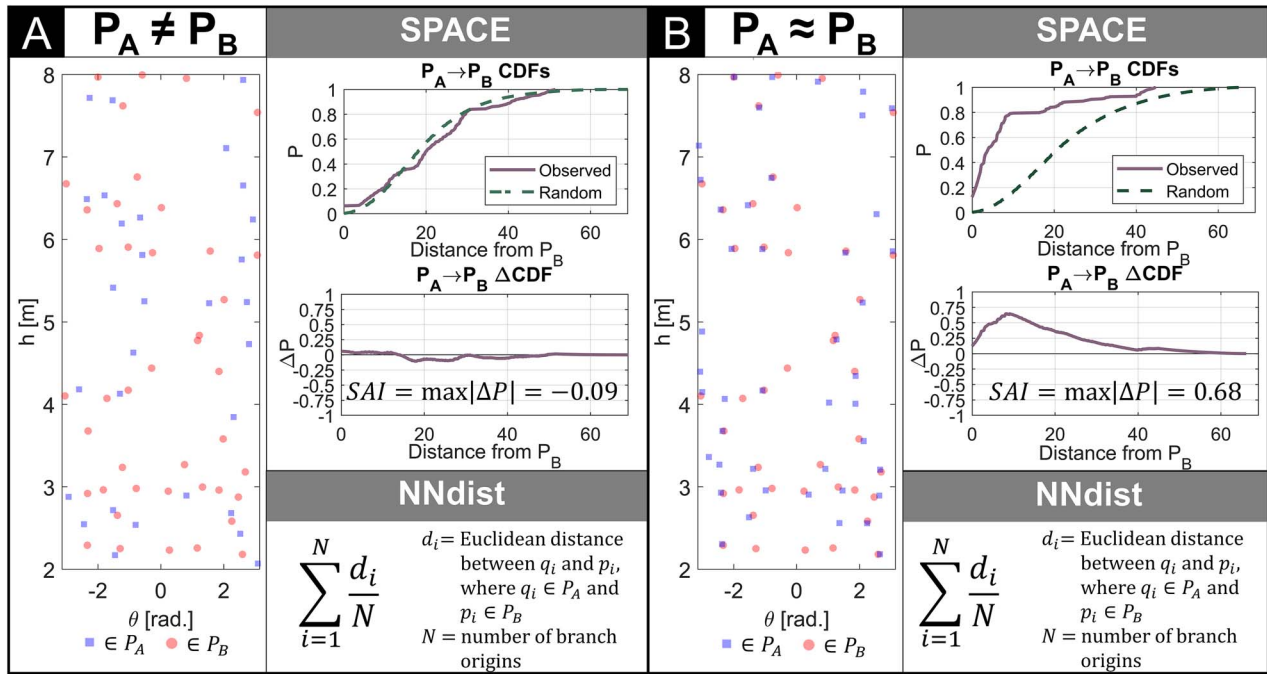 A
P_A ≠ P_B
8
7
6
5
4
3
2
h [m]
-2
0
2
θ [rad.]
∈ P_A
∈ P_B
SPACE
P_A→P_B CDFs
1
0.8
0.6
0.4
0.2
0
P
Observed
Random
0
20
40
60
Distance from P_B
P_A→P_B ΔCDF
1
0.75
0.5
0.25
0
-0.25
-0.5
-0.75
-1
ΔP
SAI = max|ΔP| = −0.09
0
20
40
60
Distance from P_B
NNdist
N
∑ d_i/N
i=1
d_i= Euclidean distance
between q_i and p_i,
where q_i ∈ P_A and
p_i ∈ P_B
N = number of branch
origins
B
P_A ≈ P_B
8
7
6
5
4
3
2
h [m]
-2
0
2
θ [rad.]
∈ P_A
∈ P_B
SPACE
P_A→P_B CDFs
1
0.8
0.6
0.4
0.2
0
P
Observed
Random
0
20
40
60
Distance from P_B
P_A→P_B ΔCDF
1
0.75
0.5
0.25
0
-0.25
-0.5
-0.75
-1
ΔP
SAI = max|ΔP| = 0.68
0
20
40
60
Distance from P_B
NNdist
N
∑ d_i/N
i=1
d_i= Euclidean distance
between q_i and p_i,
where q_i ∈ P_A and
p_i ∈ P_B
N = number of branch
origins